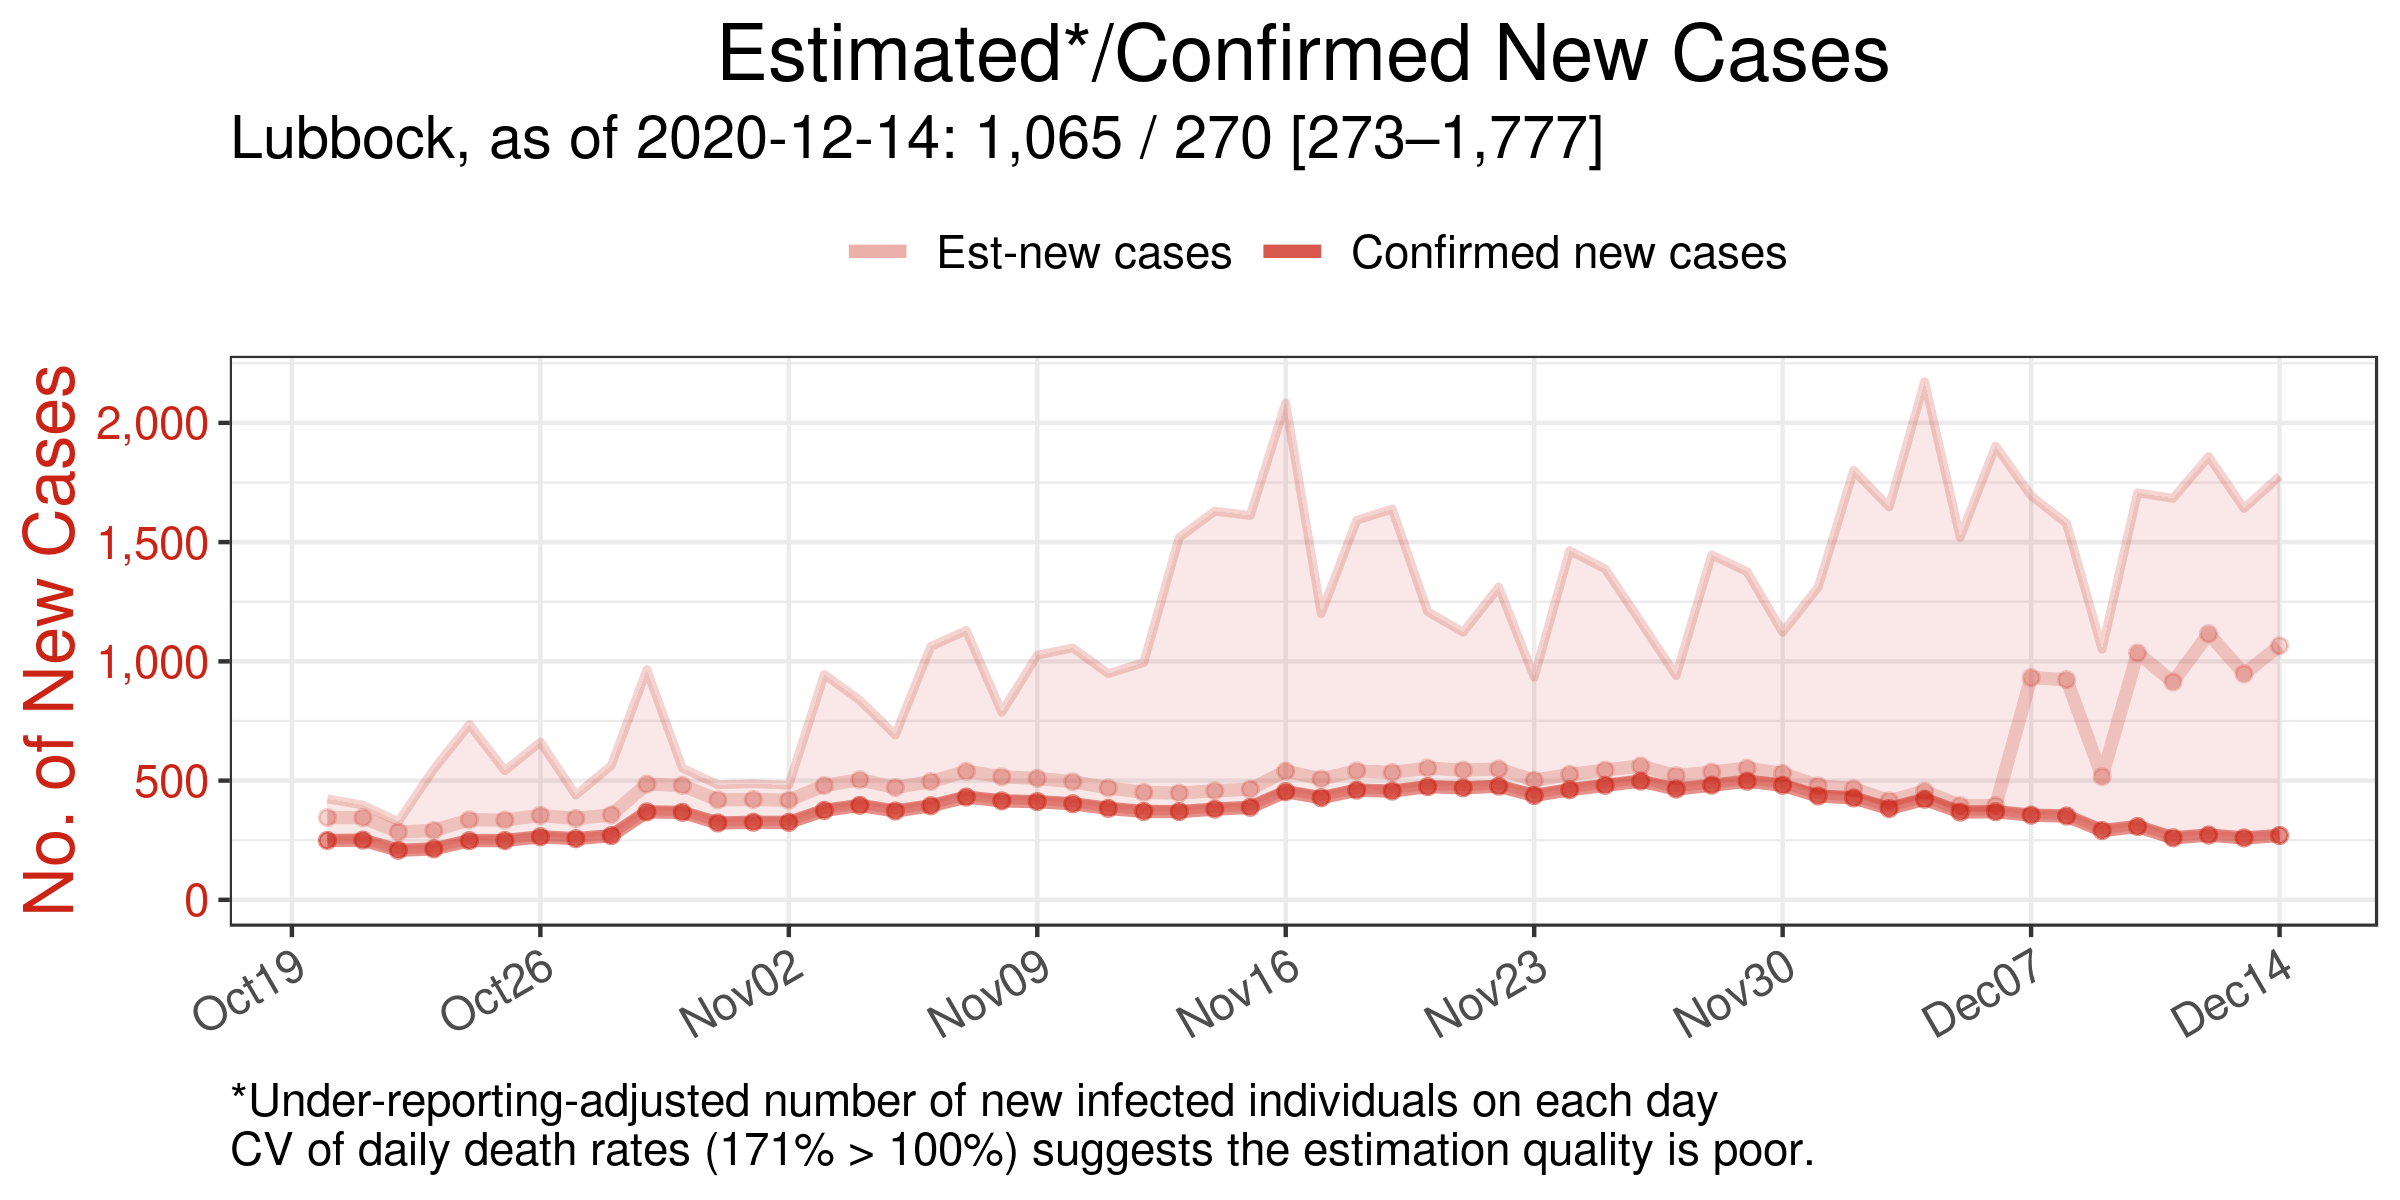 Estimated*/Confirmed New Cases
Lubbock, as of 2020-12-14: 1,065 / 270 [273–1,777]
Est-new cases
Confirmed new cases
No. of New Cases
2,000
1,500
1,000
500
0
Oct19
Oct26
Nov02
Nov09
Nov16
Nov23
Nov30
Dec07
Dec14
*Under-reporting-adjusted number of new infected individuals on each day
CV of daily death rates (171% > 100%) suggests the estimation quality is poor.